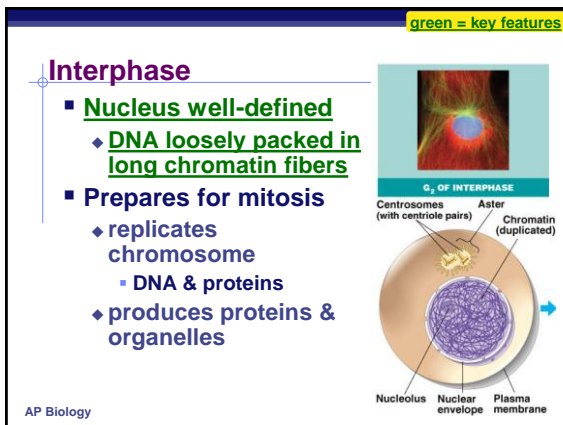 green = key features
Interphase
▪ Nucleus well-defined
◆ DNA loosely packed in
long chromatin fibers
▪ Prepares for mitosis
◆ replicates
chromosome
▪ DNA & proteins
◆ produces proteins &
organelles
G₂ OF INTERPHASE
Centrosomes
(with centriole pairs)
Aster
Chromatin
(duplicated)
Nucleolus
Nuclear
envelope
Plasma
membrane
AP Biology